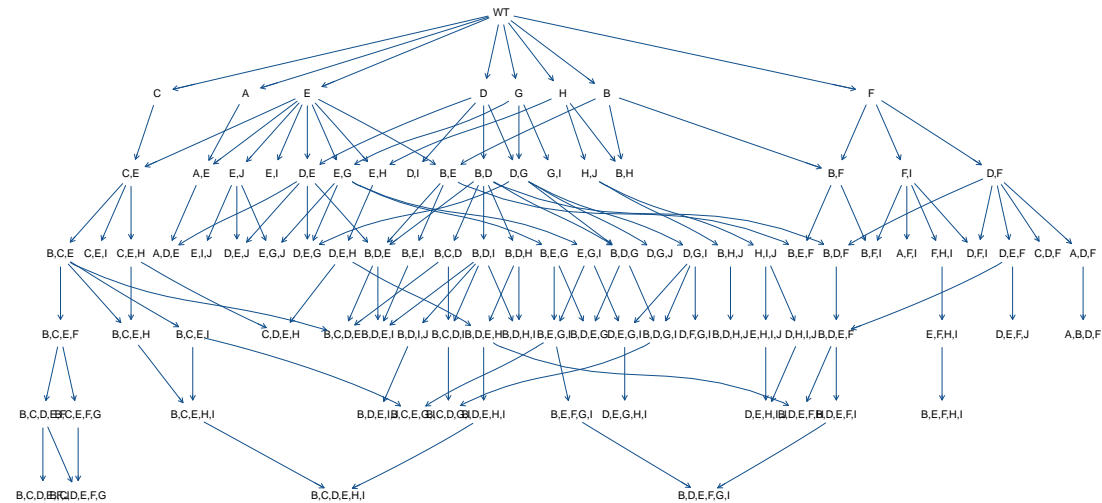 WT
C A E D G H B F
C,E A,E E,J E,I D,E E,G E,H D,I B,E B,D D,G G,I H,J B,H B,F F,I D,F
B,C,E C,E,I C,E,H A,D,E E,I,J D,E,J E,G,J D,E,G D,E,H B,D,E B,E,I B,C,D B,D,I B,D,H B,E,G E,G,I B,D,G D,G,J D,G,I B,H,J H,I,J B,E,F B,D,F B,F,I A,F,I F,H,I D,F,I D,E,F C,D,F A,D,F
B,C,E,F B,C,E,H B,C,E,I C,D,E,H B,C,D,E B,D,E,I B,D,I,J B,C,D,I B,D,E,H B,D,H,I B,E,G,I B,D,E,G D,E,G,I B,D,G,I D,F,G,I B,D,H,J E,H,I,J D,H,I,J B,D,E,F E,F,H,I D,E,F,J A,B,D,F
B,C,D,E,F B,C,E,F,G B,C,E,H,I B,D,E,I,J B,C,E,G,I B,C,D,G,I B,D,E,H,I B,E,F,G,I D,E,G,H,I D,E,H,I,J B,D,E,F,H B,D,E,F,I B,E,F,H,I
B,C,D,E,F,I B,C,D,E,F,G B,C,D,E,H,I B,D,E,F,G,I